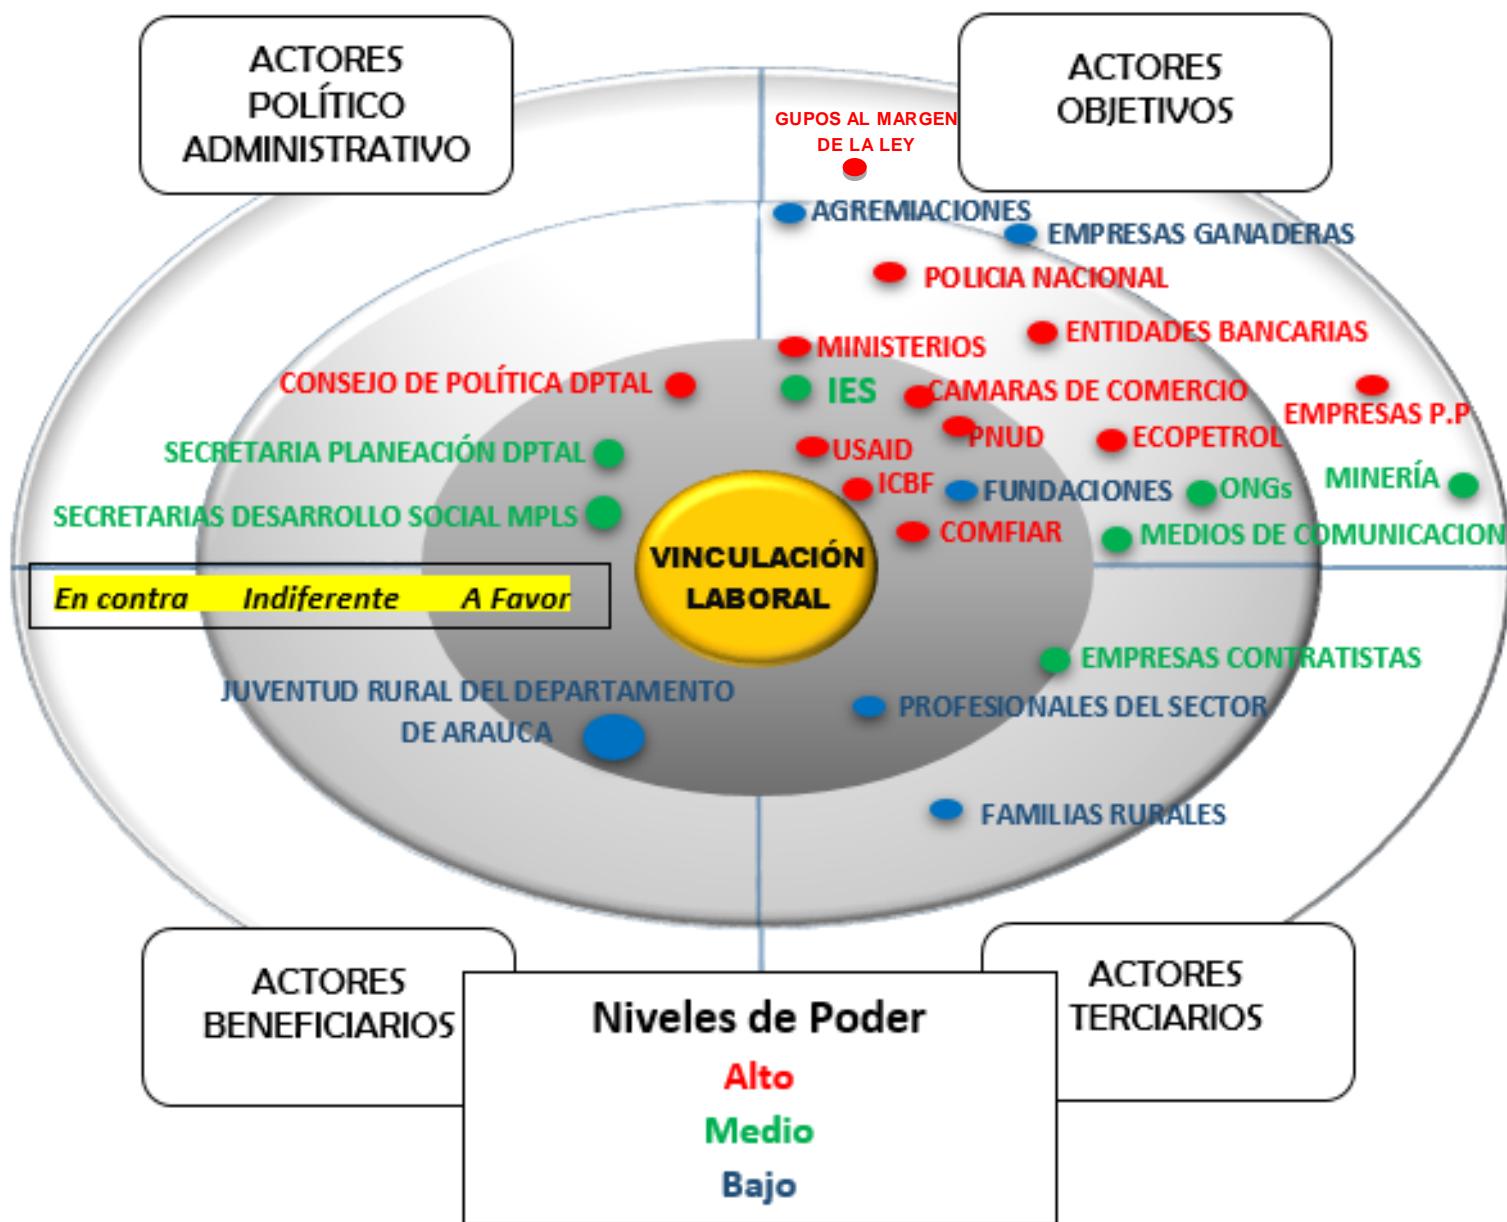 ACTORES
POLÍTICO
ADMINISTRATIVO
ACTORES
OBJETIVOS
GUPOS AL MARGEN
DE LA LEY
AGREMIACIONES
EMPRESAS GANADERAS
POLICIA NACIONAL
ENTIDADES BANCARIAS
MINISTERIOS
CONSEJO DE POLÍTICA DPTAL
IES
CAMARAS DE COMERCIO
EMPRESAS P.P
PNUD
ECOPETROL
SECRETARIA PLANEACIÓN DPTAL
USAID
ICBF
FUNDACIONES
ONGs
MINERÍA
SECRETARIAS DESARROLLO SOCIAL MPLS
COMFIAR
MEDIOS DE COMUNICACION
VINCULACIÓN
LABORAL
En contra Indiferente A Favor
EMPRESAS CONTRATISTAS
JUVENTUD RURAL DEL DEPARTAMENTO
DE ARAUCA
PROFESIONALES DEL SECTOR
FAMILIAS RURALES
ACTORES
BENEFICIARIOS
ACTORES
TERCIARIOS
Niveles de Poder
Alto
Medio
Bajo